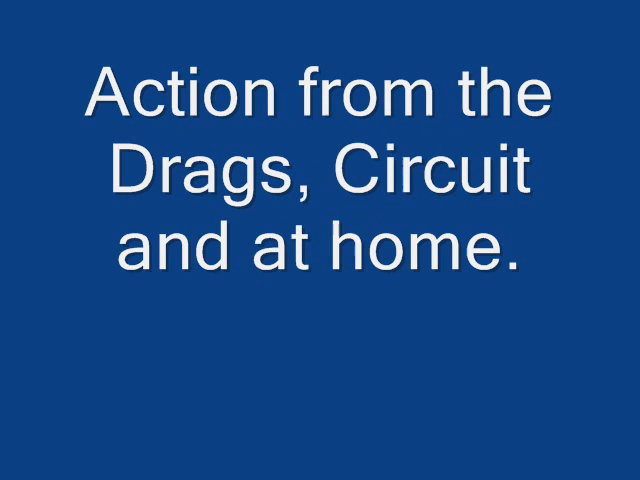 Action from the
Drags, Circuit
and at home.